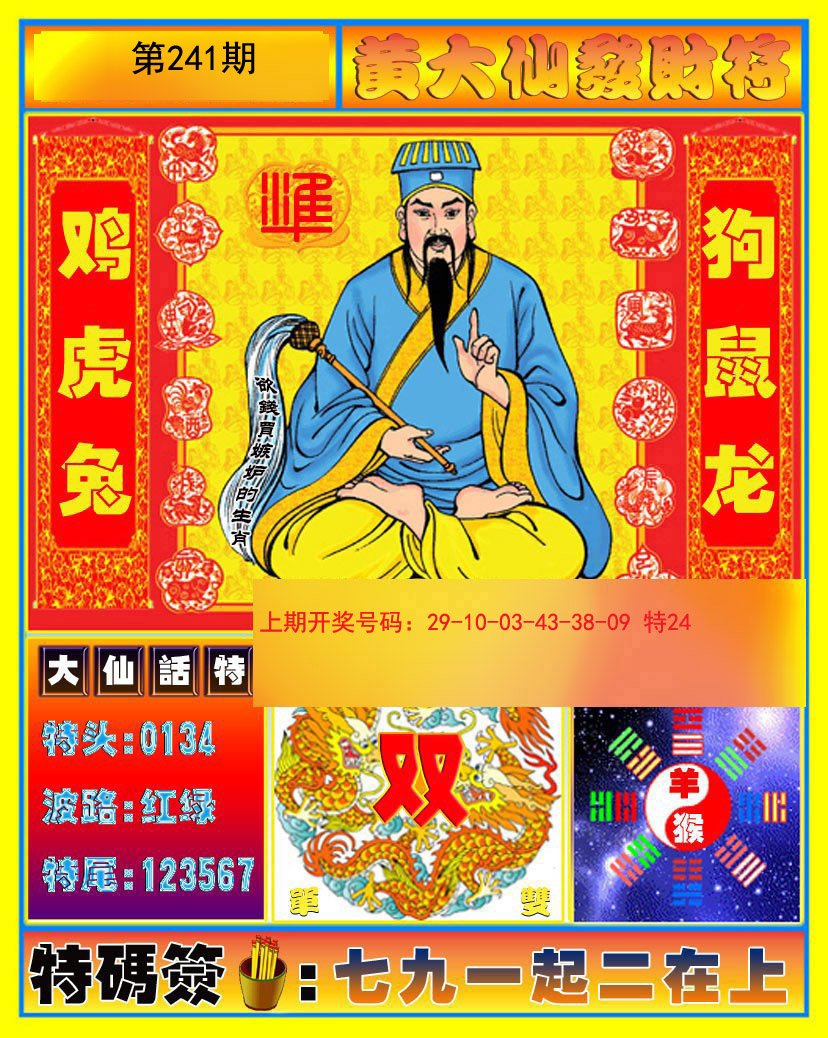 第241期
黄大仙發財符
鸡虎兔
狗鼠龙
欲錢買嫉妒的生肖
上期开奖号码：29-10-03-43-38-09 特24
大仙話特
特头:0134
波路:红绿
特尾:123567
双
單 雙
羊
猴
特碼簽:七九一起二在上